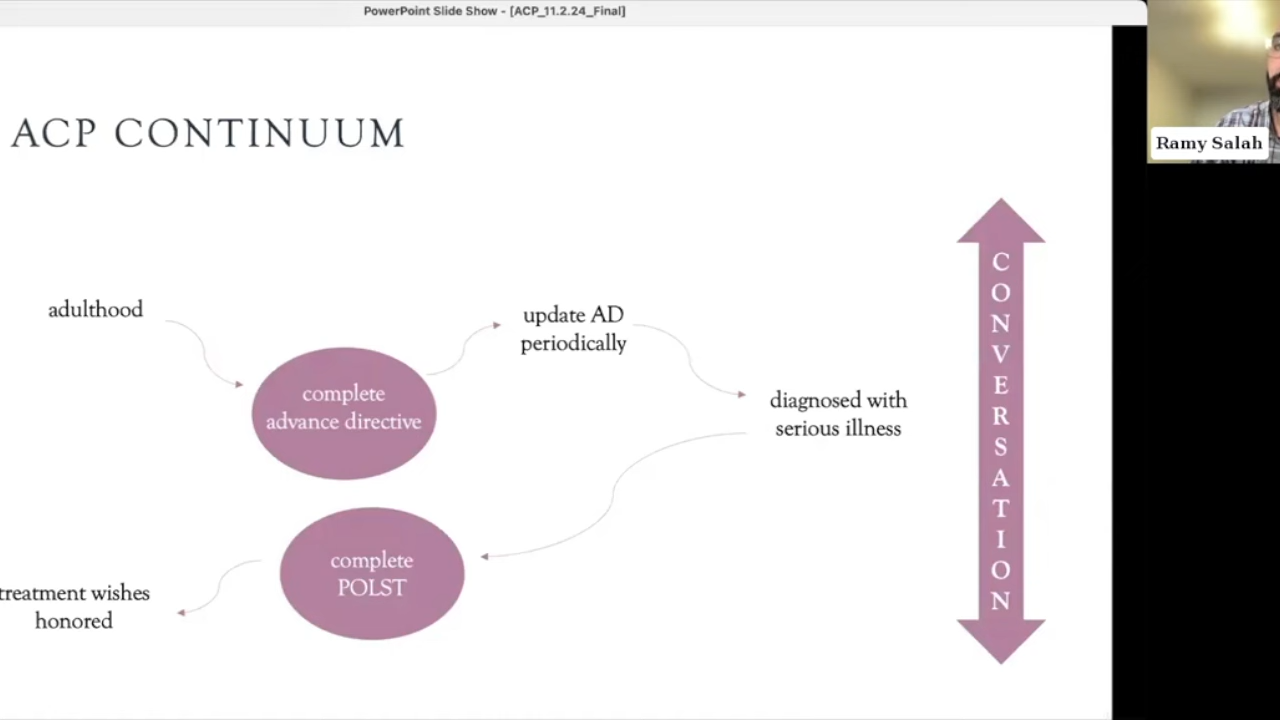 PowerPoint Slide Show - [ACP_11.2.24_Final]
Ramy Salah
ACP CONTINUUM
adulthood
complete
advance directive
update AD
periodically
diagnosed with
serious illness
complete
POLST
treatment wishes
honored
CONVERSATION